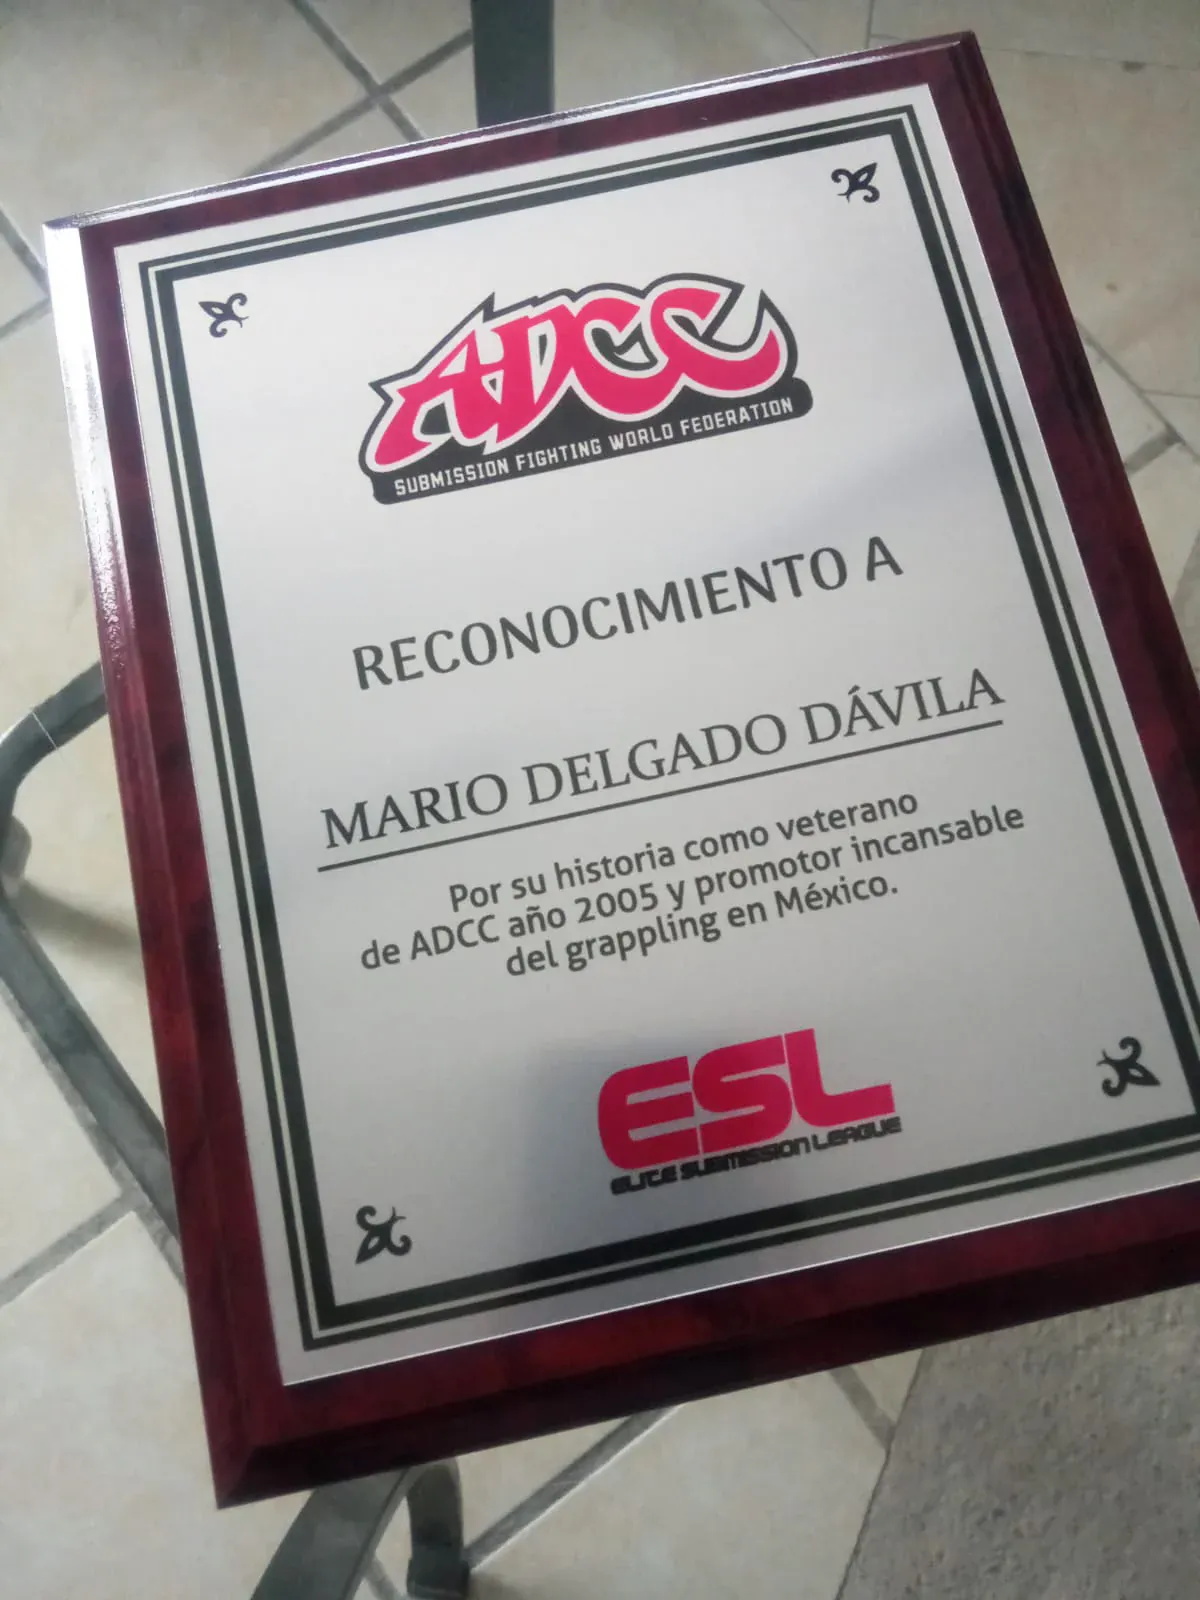 ADCC
SUBMISSION FIGHTING WORLD FEDERATION
RECONOCIMIENTO A
MARIO DELGADO DÁVILA
Por su historia como veterano
de ADCC año 2005 y promotor incansable
del grappling en México.
ESL
ELITE SUBMISSION LEAGUE